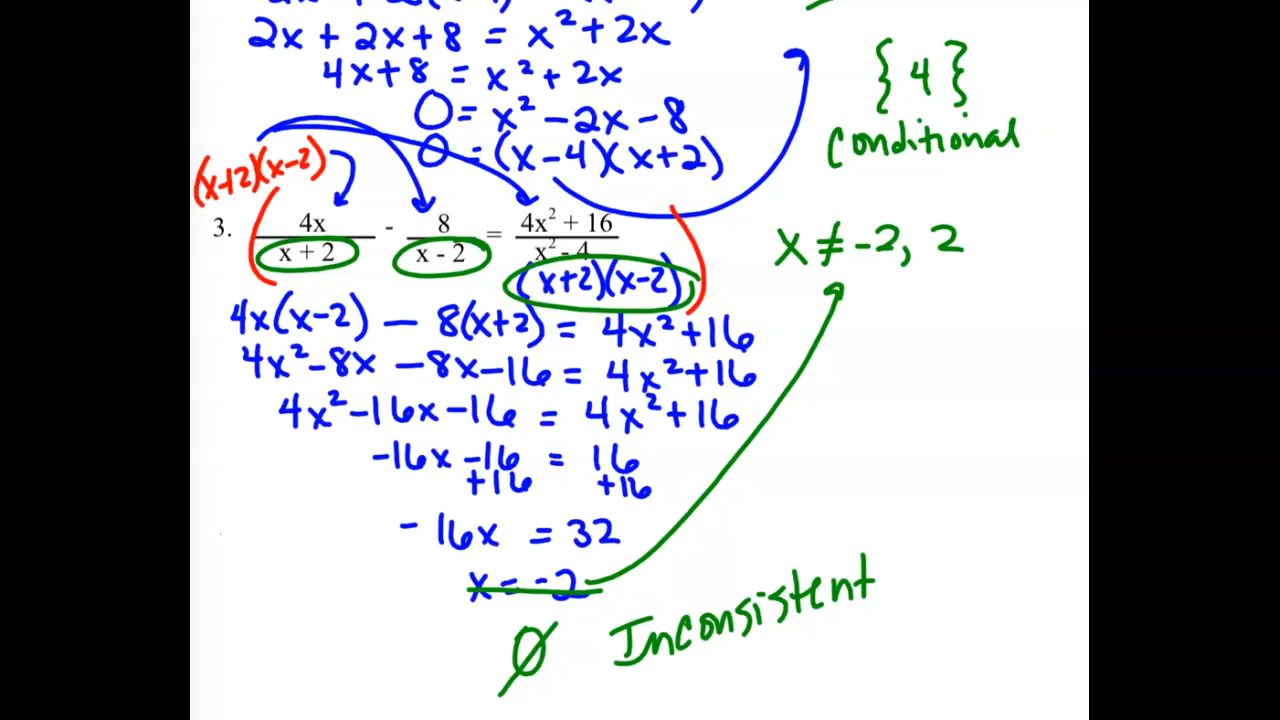 2x + 2x + 8 = x² + 2x
4x + 8 = x² + 2x
{4}
0 = x² - 2x - 8
Conditional
0 = (x - 4)(x + 2)
(x+2)(x-2)
3. 4x / x + 2 - 8 / x - 2 = 4x² + 16 / x² - 4
(x+2)(x-2)
x ≠ -2, 2
4x(x-2) - 8(x+2) = 4x² + 16
4x² - 8x - 8x - 16 = 4x² + 16
4x² - 16x - 16 = 4x² + 16
-16x - 16 = 16
+16 +16
-16x = 32
x = -2
∅ Inconsistent